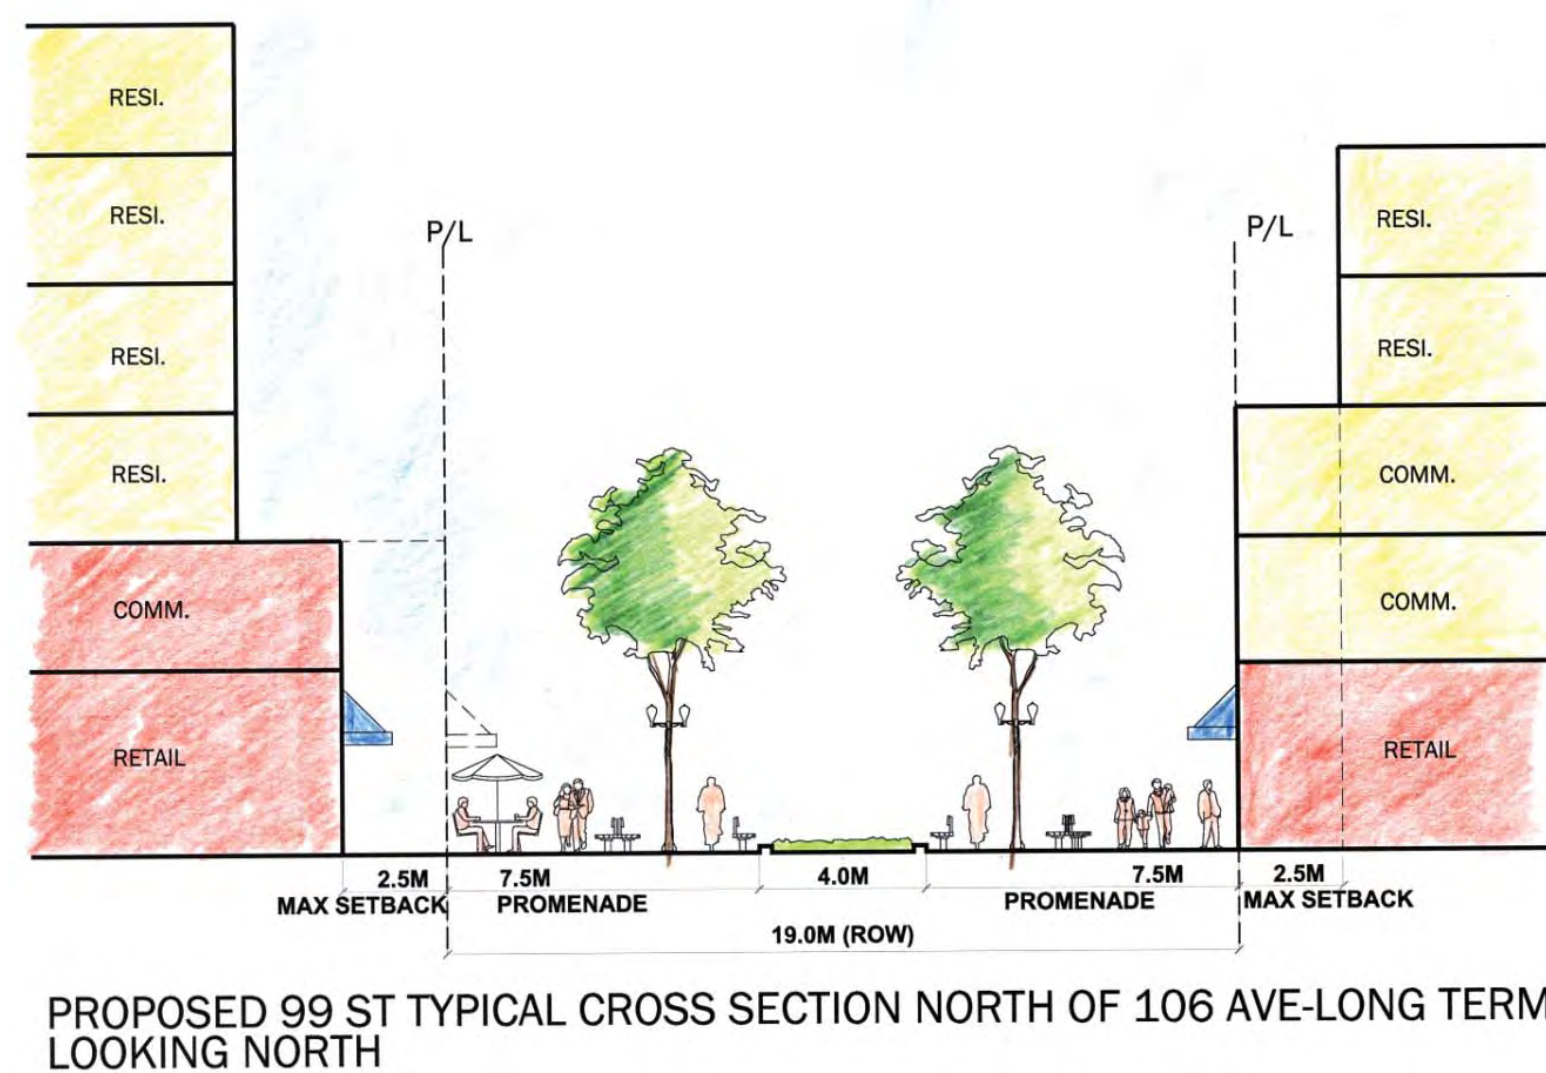 RESI.
RESI.
P/L
P/L
RESI.
RESI.
RESI.
RESI.
COMM.
COMM.
COMM.
RETAIL
RETAIL
2.5M
7.5M
4.0M
7.5M
2.5M
MAX SETBACK
PROMENADE
PROMENADE
MAX SETBACK
19.0M (ROW)
PROPOSED 99 ST TYPICAL CROSS SECTION NORTH OF 106 AVE-LONG TERM
LOOKING NORTH